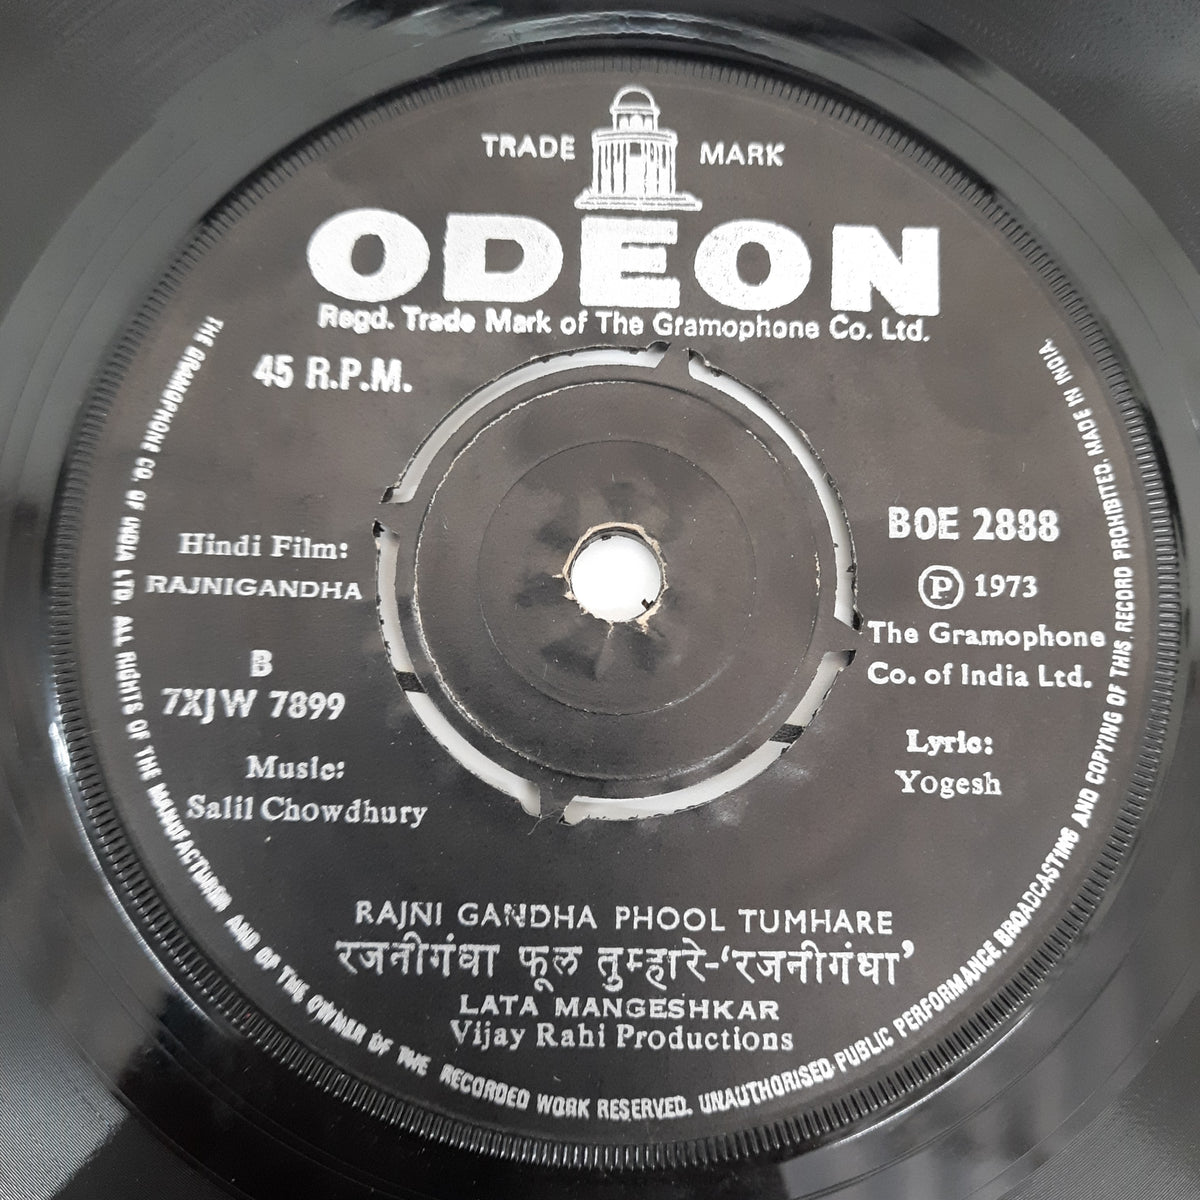 TRADE MARK
ODEON
Regd. Trade Mark of The Gramophone Co. Ltd.
45 R.P.M.
Hindi Film:
RAJNIGANDHA
B
7XJW 7899
Music:
Salil Chowdhury
BOE 2888
Ⓟ 1973
The Gramophone
Co. of India Ltd.
Lyric:
Yogesh
RAJNI GANDHA PHOOL TUMHARE
रजनीगंधा फूल तुम्हारे-‘रजनीगंधा’
LATA MANGESHKAR
Vijay Rahi Productions
THE GRAMOPHONE CO. OF INDIA LTD. ALL RIGHTS OF THE MANUFACTURER AND OF THE OWNER OF THE RECORDED WORK RESERVED. UNAUTHORISED PUBLIC PERFORMANCE, BROADCASTING AND COPYING OF THIS RECORD PROHIBITED. MADE IN INDIA.